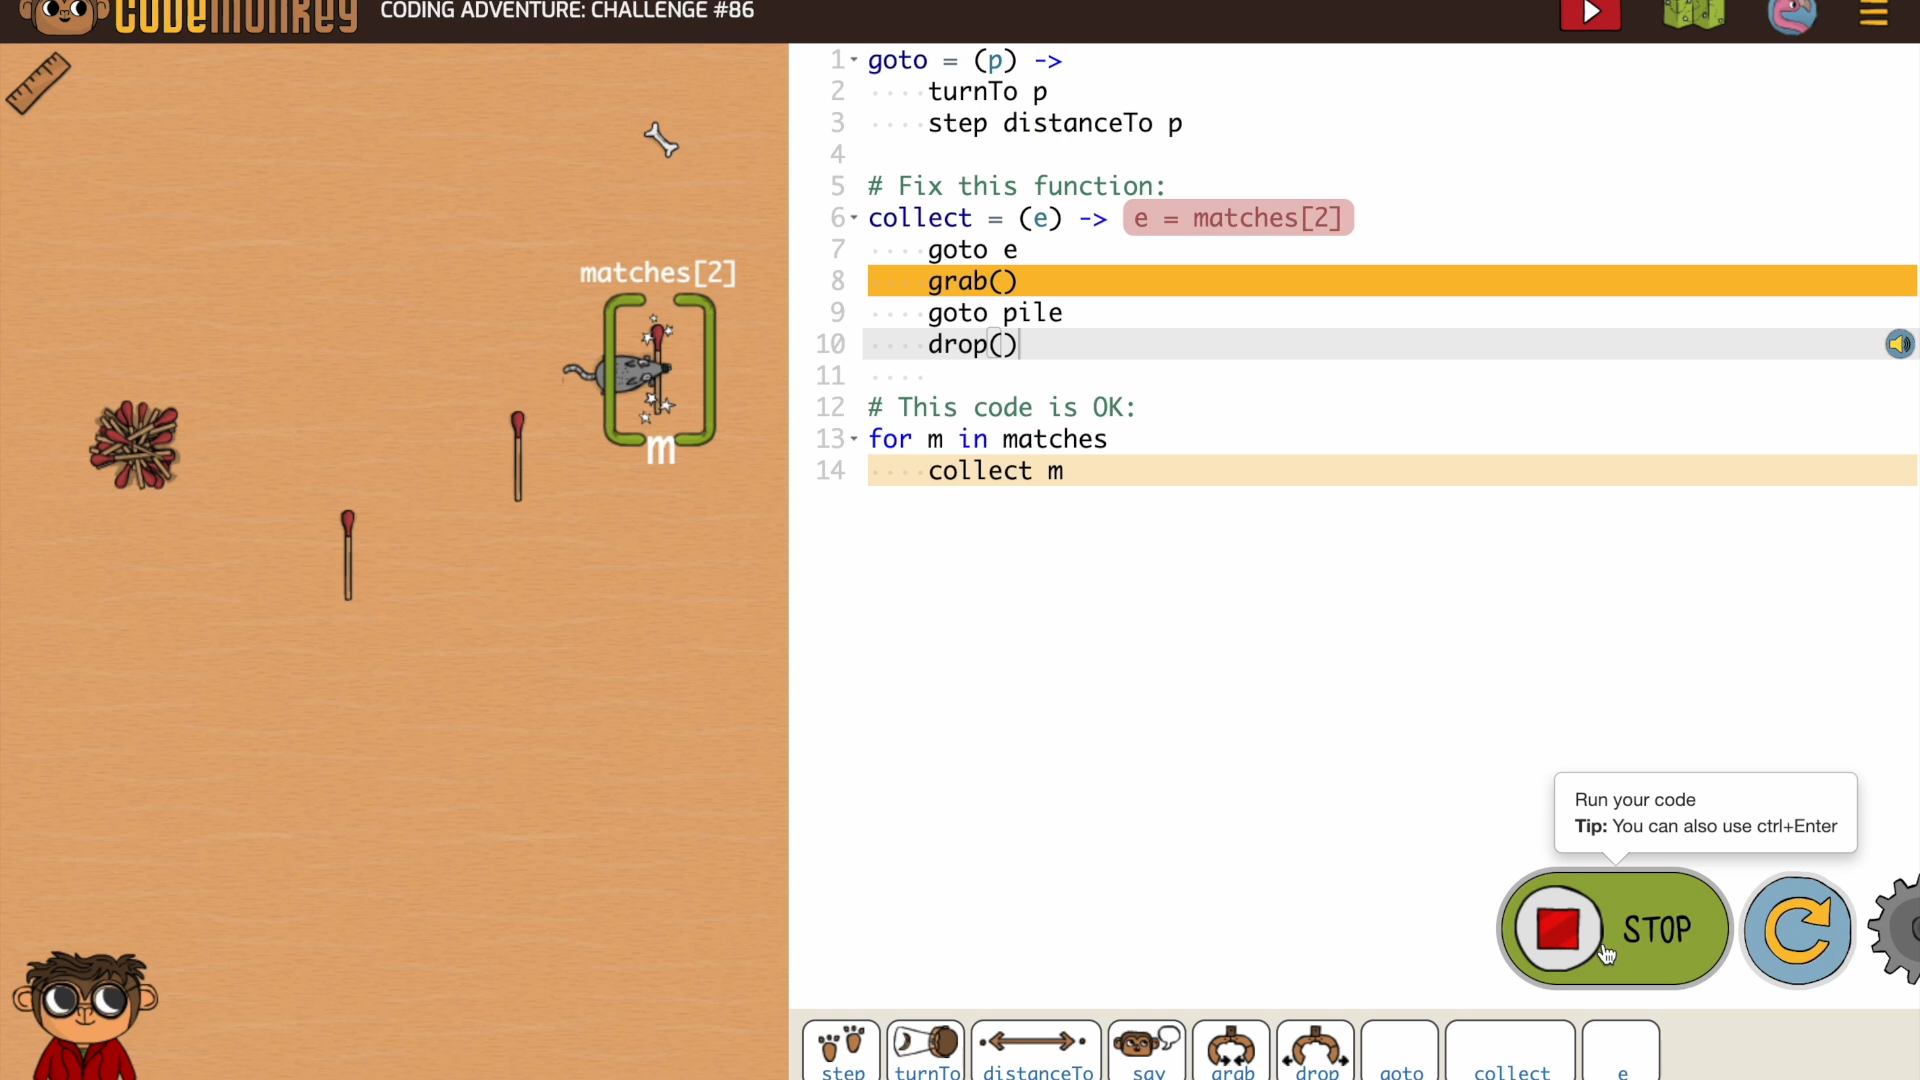 CODEMONKEY
CODING ADVENTURE: CHALLENGE #86
1 goto = (p) ->
2 turnTo p
3 step distanceTo p
4
5 # Fix this function:
6 collect = (e) -> e = matches[2]
7 goto e
8 grab()
9 goto pile
10 drop()
11
12 # This code is OK:
13 for m in matches
14 collect m
matches[2]
m
Run your code
Tip: You can also use ctrl+Enter
STOP
step turnTo distanceTo say grab drop goto collect e